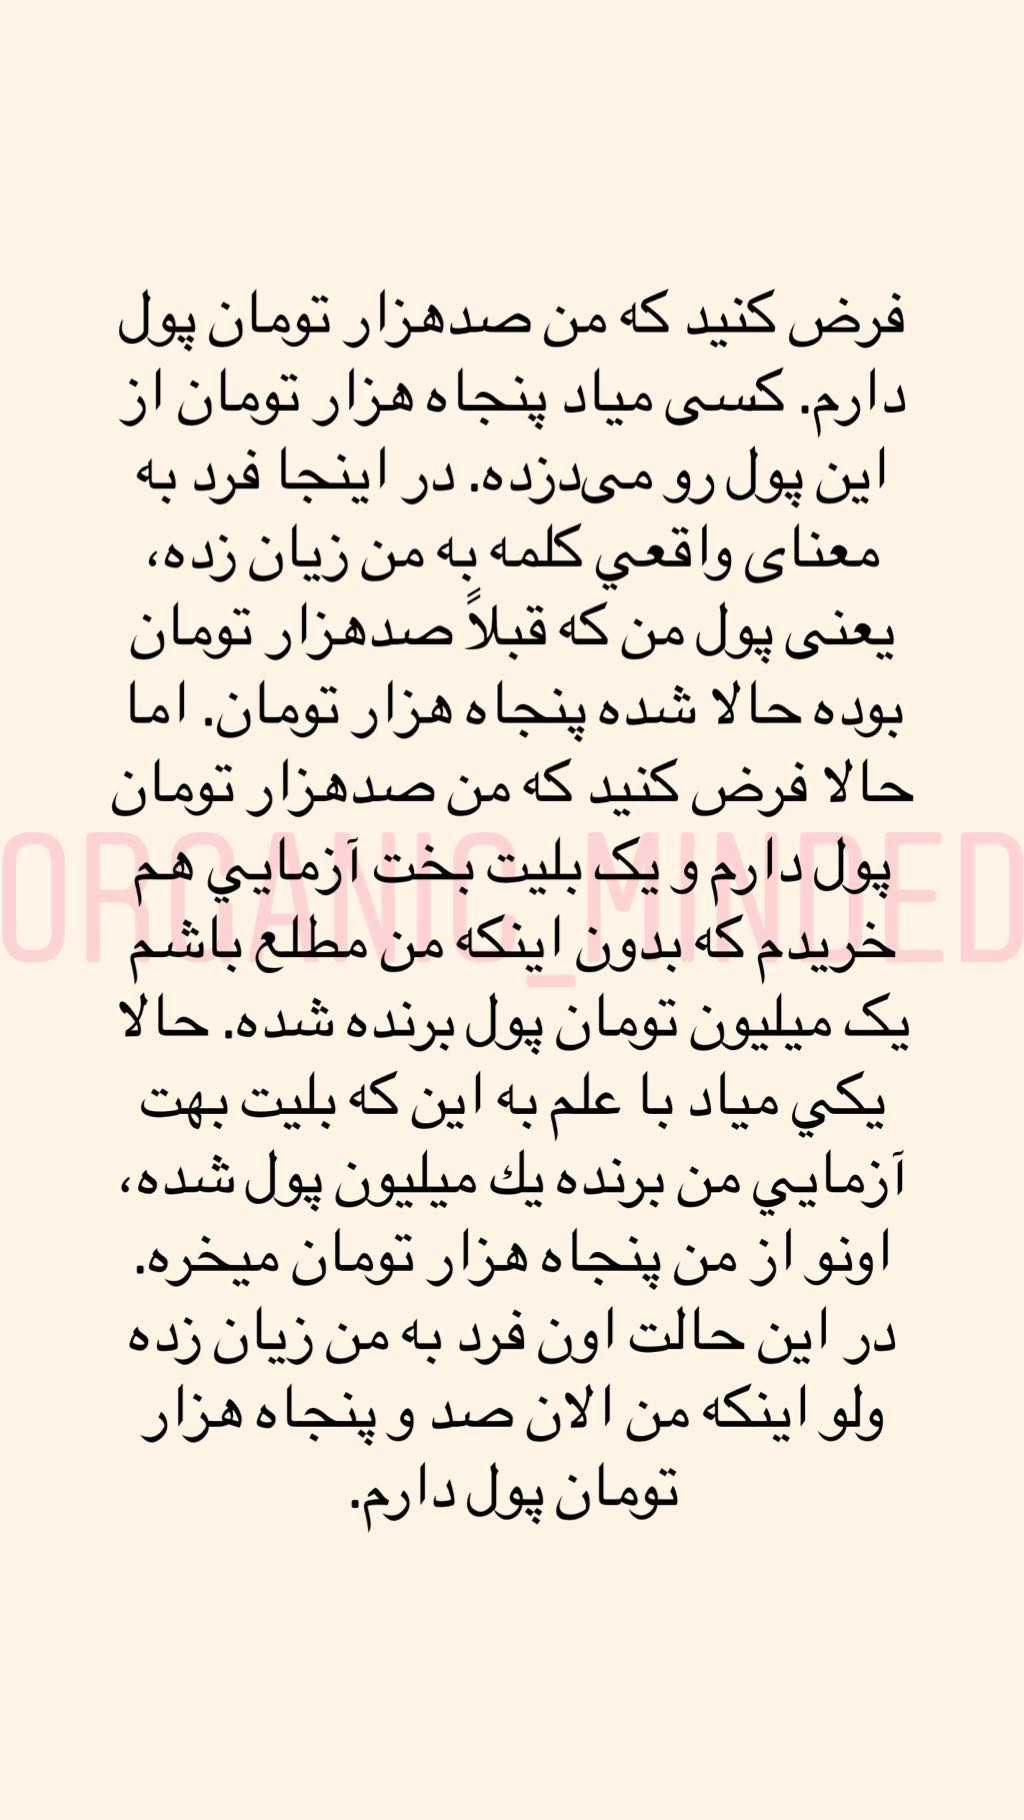 فرض کنید که من صدهزار تومان پول
دارم. کسی میاد پنجاه هزار تومان از
این پول رو می‌دزده. در اینجا فرد به
معنای واقعي کلمه به من زیان زده،
یعنی پول من که قبلاً صدهزار تومان
بوده حالا شده پنجاه هزار تومان. اما
حالا فرض کنید که من صدهزار تومان
پول دارم و یک بلیت بخت آزمایي هم
خریدم که بدون اینکه من مطلع باشم
یک میلیون تومان پول برنده شده. حالا
یکي میاد با علم به این که بلیت بهت
آزمایي من برنده یك میلیون پول شده،
اونو از من پنجاه هزار تومان میخره.
در این حالت اون فرد به من زیان زده
ولو اینکه من الان صد و پنجاه هزار
تومان پول دارم.
ORGANIC_MINDED